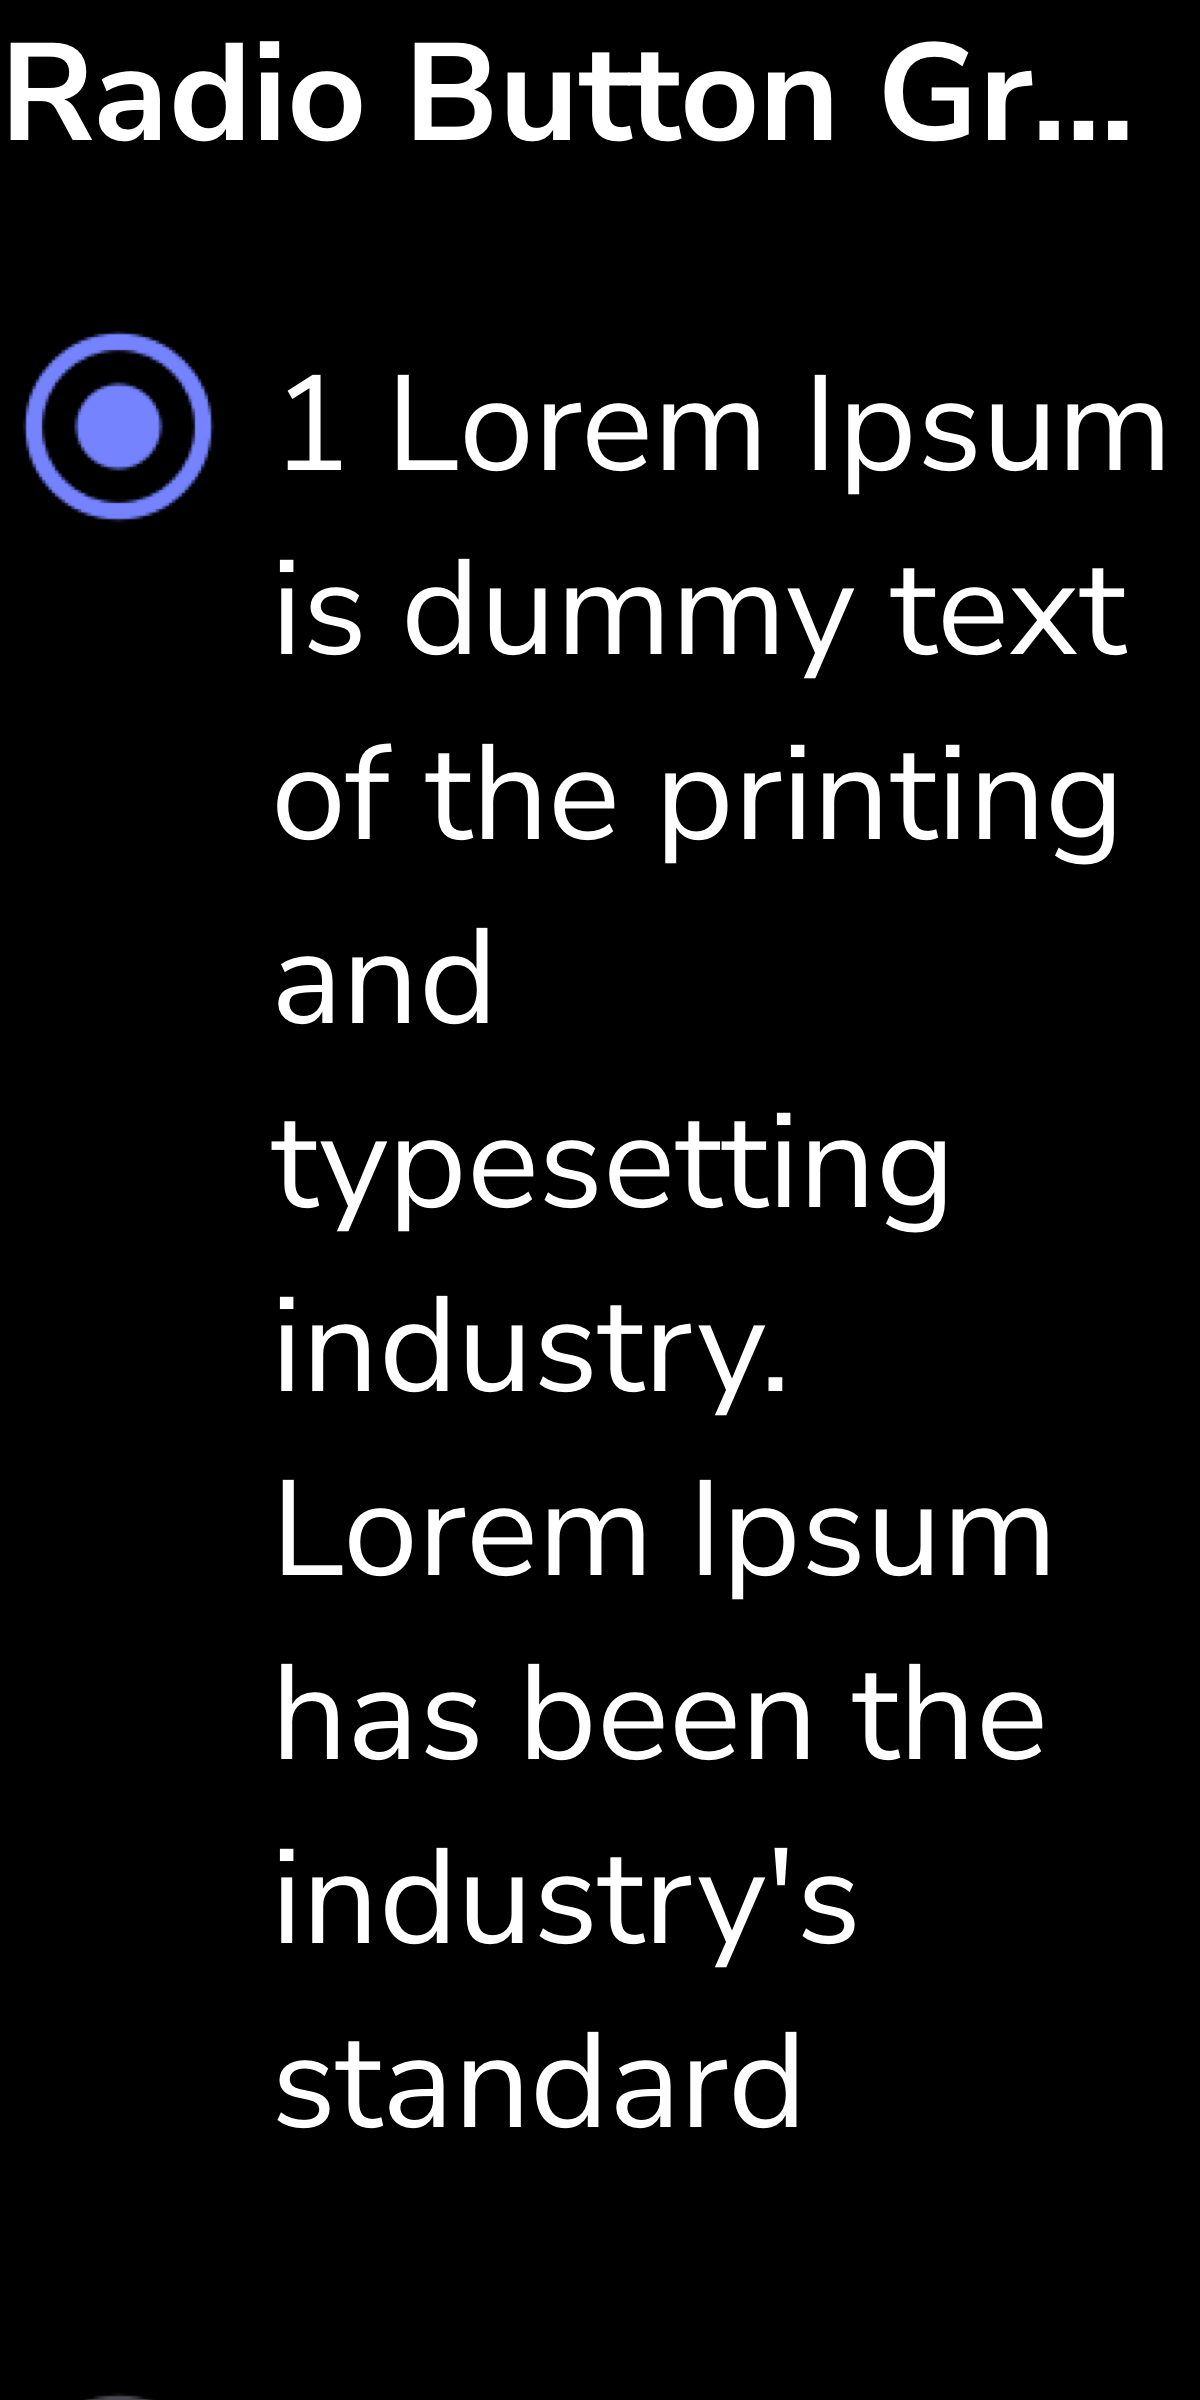 Radio Button Gr...
1 Lorem Ipsum
is dummy text
of the printing
and
typesetting
industry.
Lorem Ipsum
has been the
industry's
standard